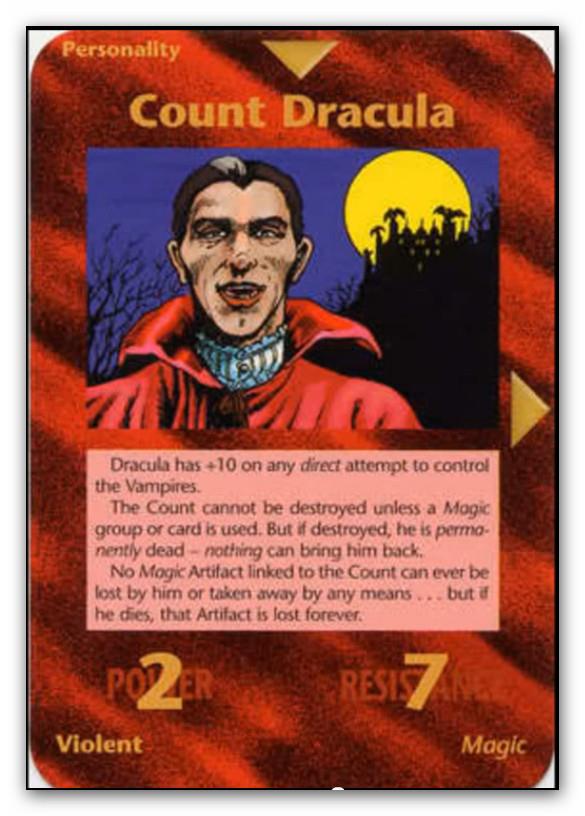 Personality
Count Dracula
Dracula has +10 on any direct attempt to control
the Vampires.
The Count cannot be destroyed unless a Magic
group or card is used. But if destroyed, he is perma-
nently dead – nothing can bring him back.
No Magic Artifact linked to the Count can ever be
lost by him or taken away by any means . . . but if
he dies, that Artifact is lost forever.
POWER 2 RESISTANCE 7
Violent Magic